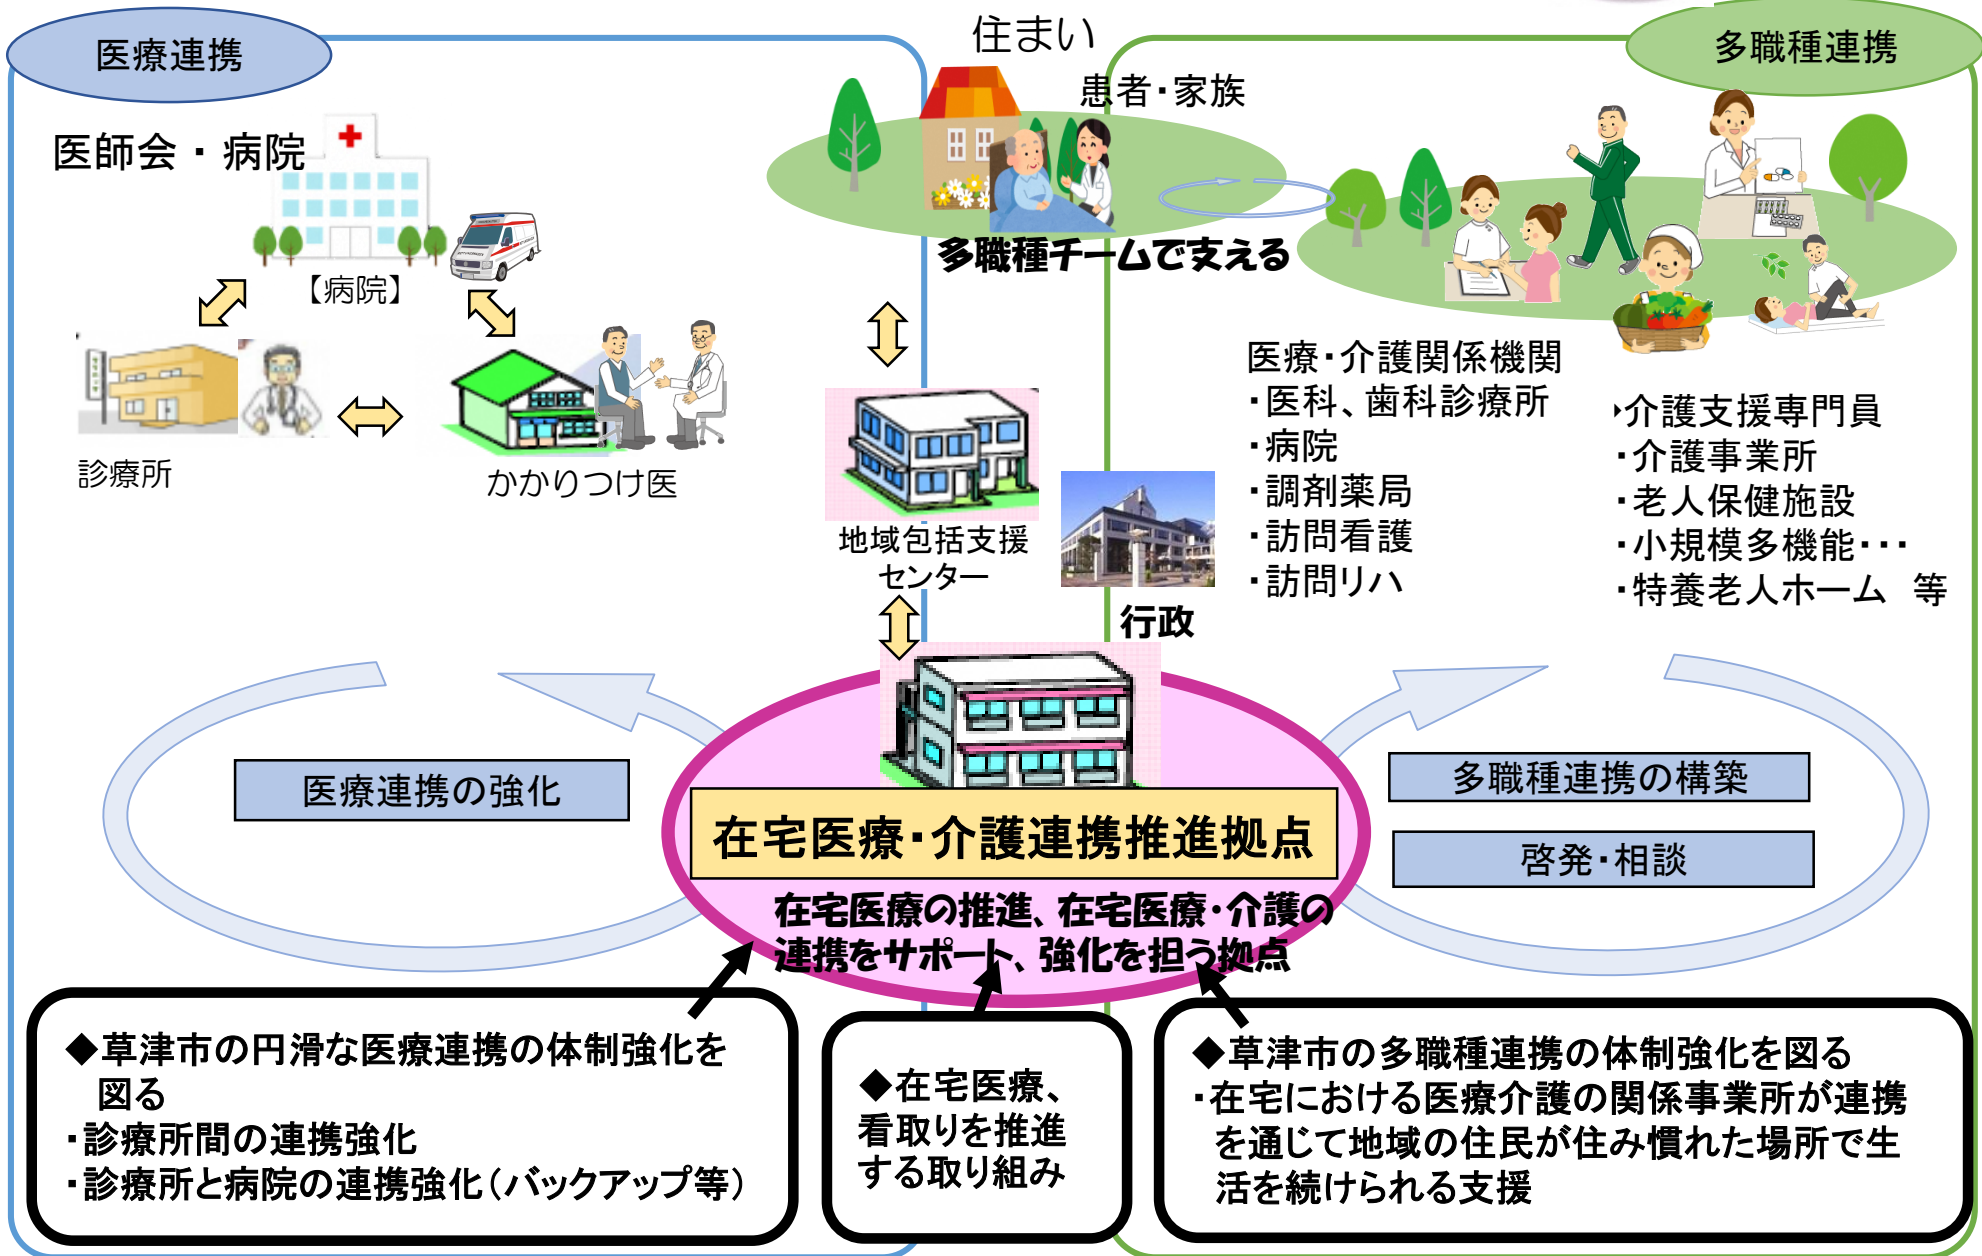 医療連携
住まい
多職種連携
患者・家族
医師会・病院
【病院】
多職種チームで支える
診療所
かかりつけ医
地域包括支援
センター
行政
医療・介護関係機関
・医科、歯科診療所
・病院
・調剤薬局
・訪問看護
・訪問リハ
・介護支援専門員
・介護事業所
・老人保健施設
・小規模多機能・・・
・特養老人ホーム 等
医療連携の強化
多職種連携の構築
啓発・相談
在宅医療・介護連携推進拠点
在宅医療の推進、在宅医療・介護の
連携をサポート、強化を担う拠点
◆草津市の円滑な医療連携の体制強化を
図る
・診療所間の連携強化
・診療所と病院の連携強化（バックアップ等）
◆在宅医療、
看取りを推進
する取り組み
◆草津市の多職種連携の体制強化を図る
・在宅における医療介護の関係事業所が連携
を通じて地域の住民が住み慣れた場所で生
活を続けられる支援